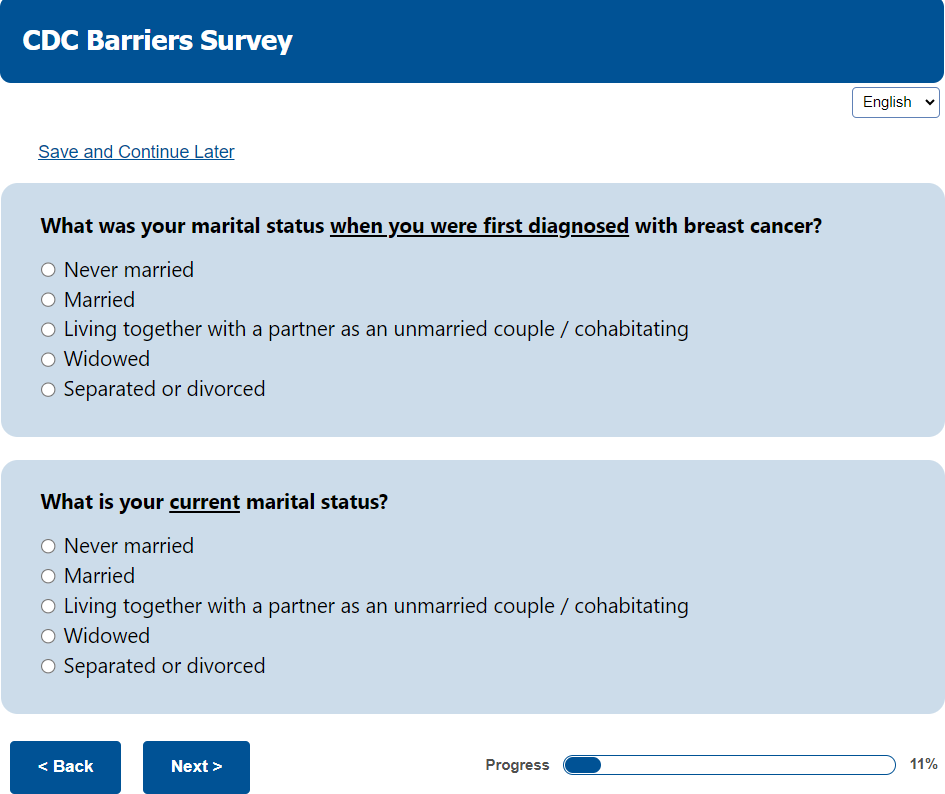 CDC Barriers Survey
English
Save and Continue Later
What was your marital status when you were first diagnosed with breast cancer?
Never married
Married
Living together with a partner as an unmarried couple / cohabitating
Widowed
Separated or divorced
What is your current marital status?
Never married
Married
Living together with a partner as an unmarried couple / cohabitating
Widowed
Separated or divorced
< Back
Next >
Progress
11%